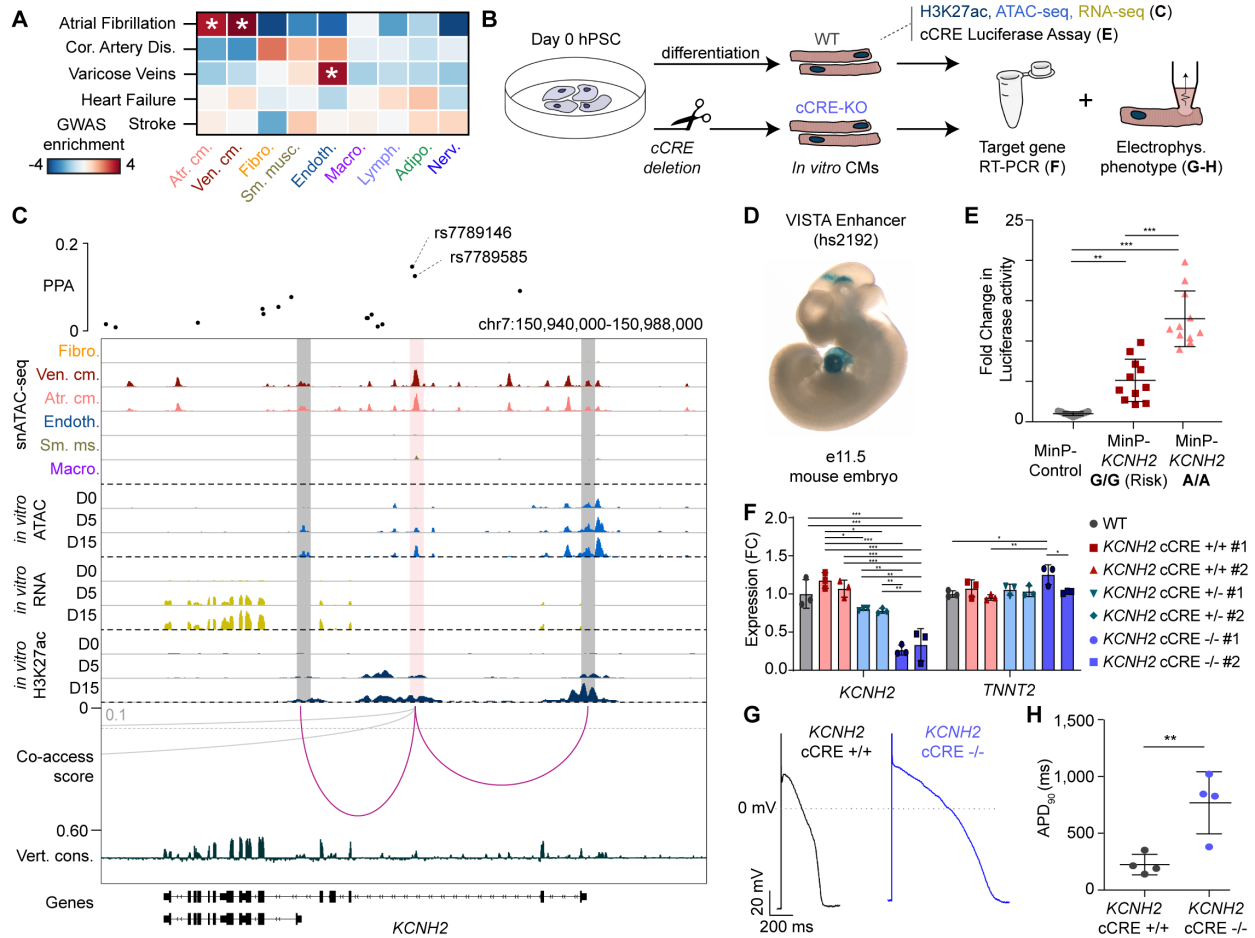 A
Atrial Fibrillation
Cor. Artery Dis.
Varicose Veins
Heart Failure
GWAS Stroke
enrichment
-4 4
* *
*
Atr. cm.
Ven. cm.
Fibro.
Sm. musc.
Endoth.
Macro.
Lymph.
Adipo.
Nerv.
B
Day 0 hPSC
differentiation
cCRE
deletion
WT
cCRE-KO
In vitro CMs
H3K27ac, ATAC-seq, RNA-seq (C)
cCRE Luciferase Assay (E)
+
Target gene
RT-PCR (F)
Electrophys.
phenotype (G-H)
C
0.2
PPA
0
rs7789146
rs7789585
chr7:150,940,000-150,988,000
snATAC-seq
Fibro.
Ven. cm.
Atr. cm.
Endoth.
Sm. ms.
Macro.
in vitro
ATAC
D0
D5
D15
in vitro
RNA
D0
D5
D15
in vitro
H3K27ac
D0
D5
D15
0
0.1
Co-access
score
0.60
Vert. cons.
Genes
KCNH2
D
VISTA Enhancer
(hs2192)
e11.5
mouse embryo
E
Fold Change in
Luciferase activity
25
0
***
***
**
MinP-
Control
MinP-
KCNH2
G/G (Risk)
MinP-
KCNH2
A/A
F
Expression (FC)
2.0
1.5
1.0
0.5
0.0
***
***
*
*
***
***
***
**
**
**
**
*
**
*
KCNH2
TNNT2
WT
KCNH2 cCRE +/+ #1
KCNH2 cCRE +/+ #2
KCNH2 cCRE +/- #1
KCNH2 cCRE +/- #2
KCNH2 cCRE -/- #1
KCNH2 cCRE -/- #2
G
KCNH2
cCRE +/+
KCNH2
cCRE -/-
0 mV
20 mV
200 ms
H
APD90 (ms)
1,500
1,000
500
0
**
KCNH2
cCRE +/+
KCNH2
cCRE -/-